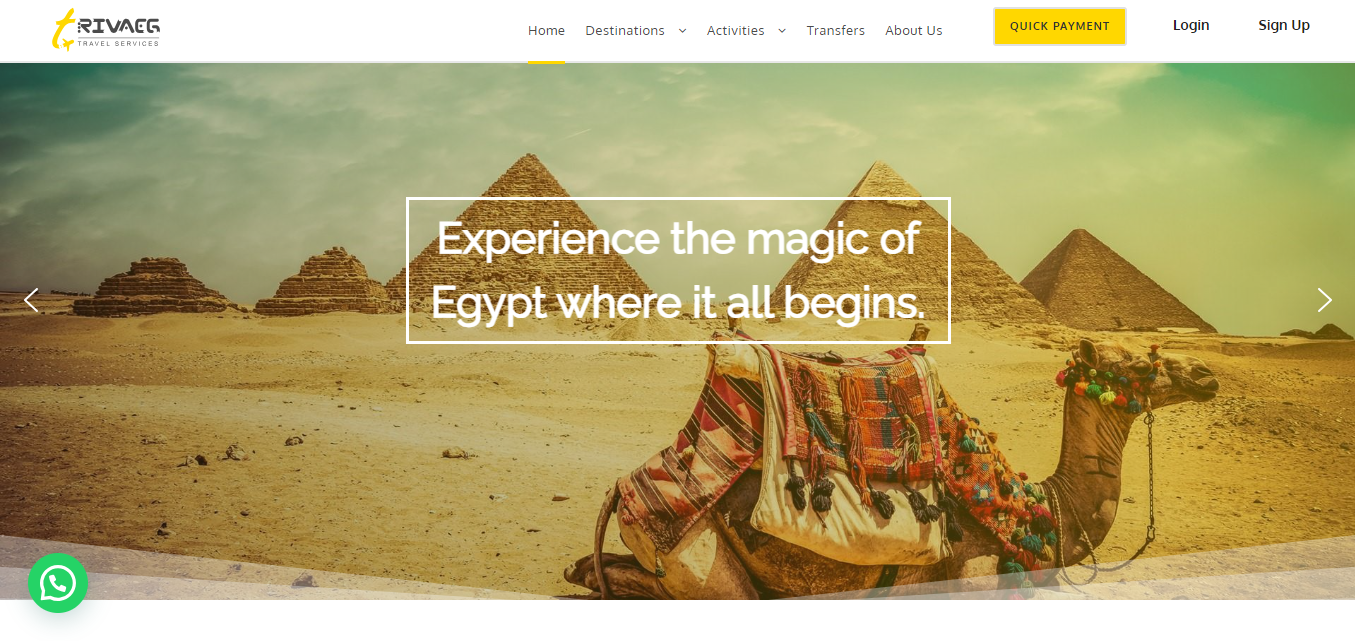 tRIVAEG
TRAVEL SERVICES
Home Destinations Activities Transfers About Us
QUICK PAYMENT
Login Sign Up
Experience the magic of
Egypt where it all begins.